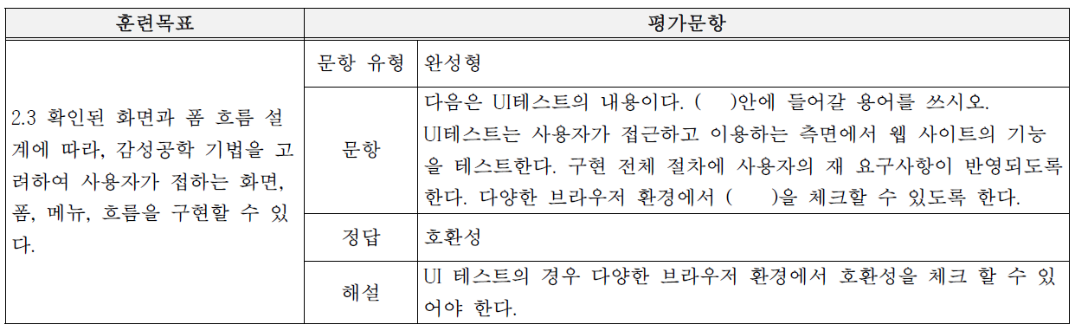 훈련목표
평가문항
2.3 확인된 화면과 폼 흐름 설
계에 따라, 감성공학 기법을 고
려하여 사용자가 접하는 화면,
폼, 메뉴, 흐름을 구현할 수 있
다.
문항 유형
완성형
문항
다음은 UI테스트의 내용이다. ( )안에 들어갈 용어를 쓰시오.
UI테스트는 사용자가 접근하고 이용하는 측면에서 웹 사이트의 기능
을 테스트한다. 구현 전체 절차에 사용자의 재 요구사항이 반영되도록
한다. 다양한 브라우저 환경에서 ( )을 체크할 수 있도록 한다.
정답
호환성
해설
UI 테스트의 경우 다양한 브라우저 환경에서 호환성을 체크 할 수 있
어야 한다.